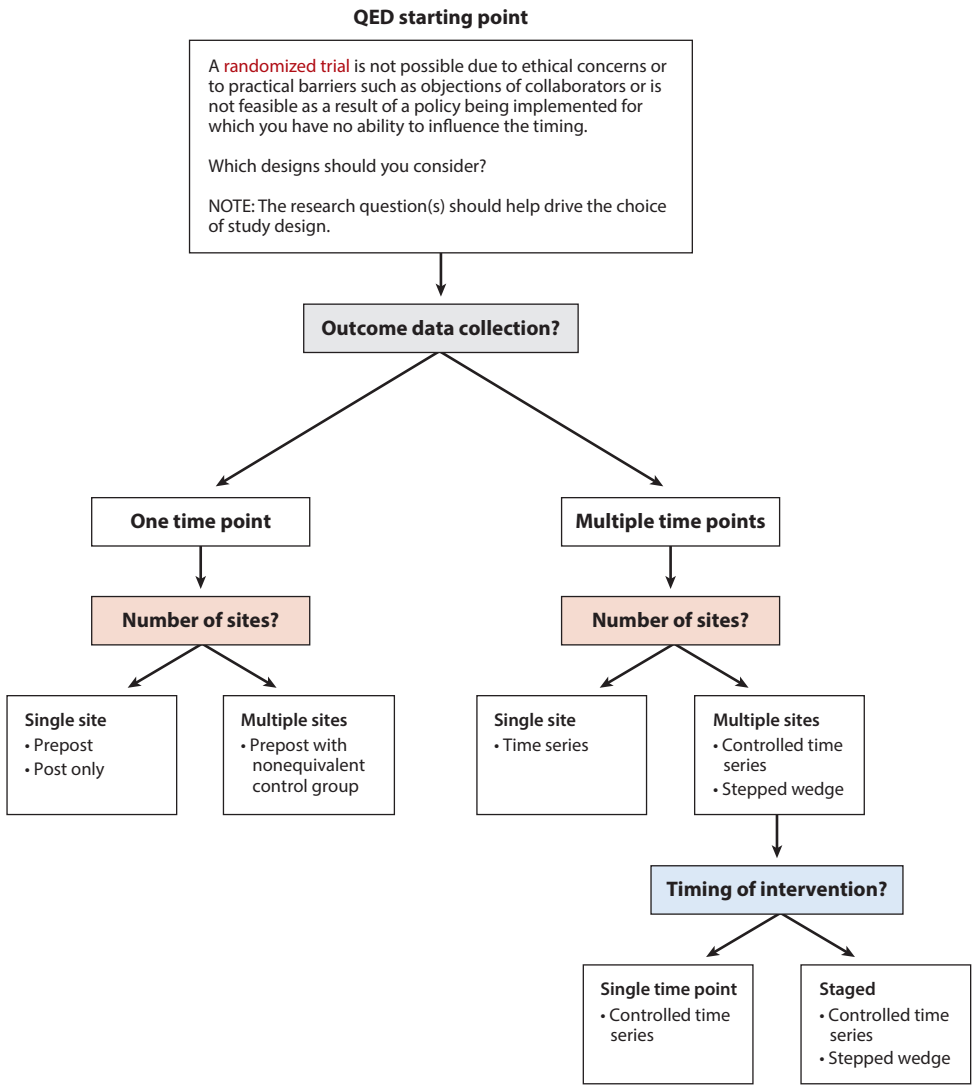 QED starting point
A randomized trial is not possible due to ethical concerns or
to practical barriers such as objections of collaborators or is
not feasible as a result of a policy being implemented for
which you have no ability to influence the timing.
Which designs should you consider?
NOTE: The research question(s) should help drive the choice
of study design.
Outcome data collection?
One time point
Multiple time points
Number of sites?
Number of sites?
Single site
• Prepost
• Post only
Multiple sites
• Prepost with
nonequivalent
control group
Single site
• Time series
Multiple sites
• Controlled time
series
• Stepped wedge
Timing of intervention?
Single time point
• Controlled time
series
Staged
• Controlled time
series
• Stepped wedge